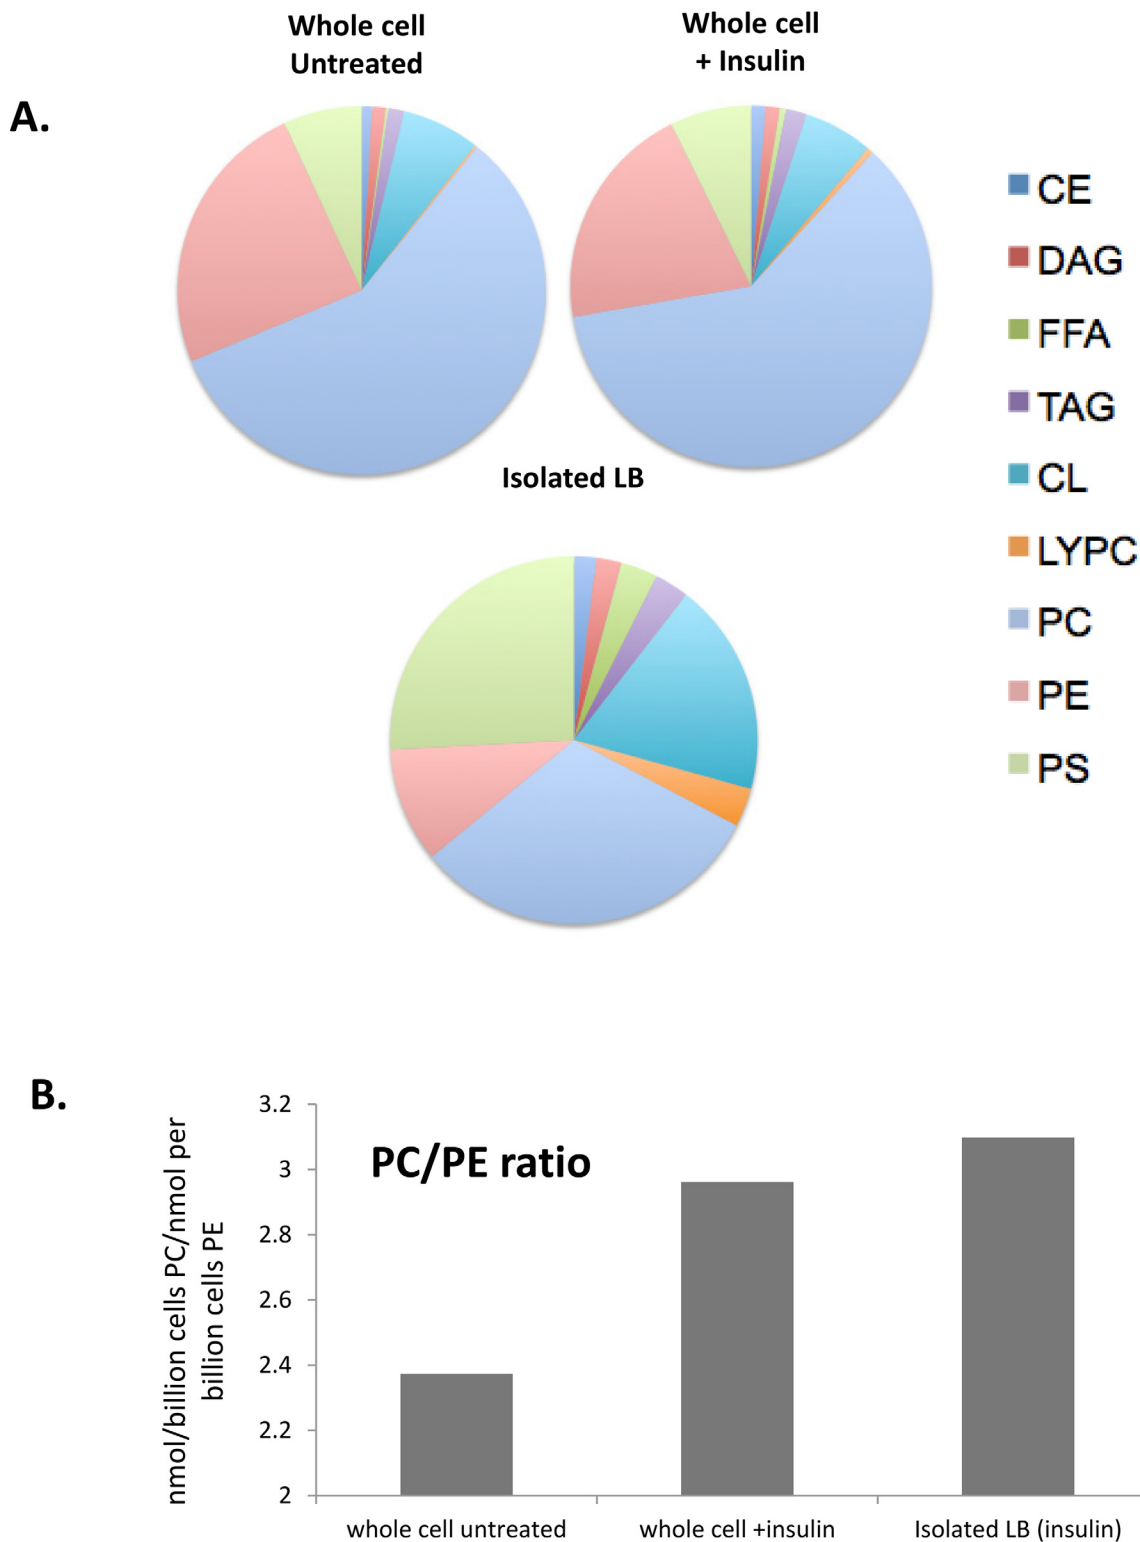 Whole cell
Untreated
Whole cell
+ Insulin
A.
CE
DAG
FFA
TAG
CL
LYPC
PC
PE
PS
Isolated LB
B.
PC/PE ratio
nmol/billion cells PC/nmol per
billion cells PE
3.2
3
2.8
2.6
2.4
2.2
2
whole cell untreated
whole cell +insulin
Isolated LB (insulin)